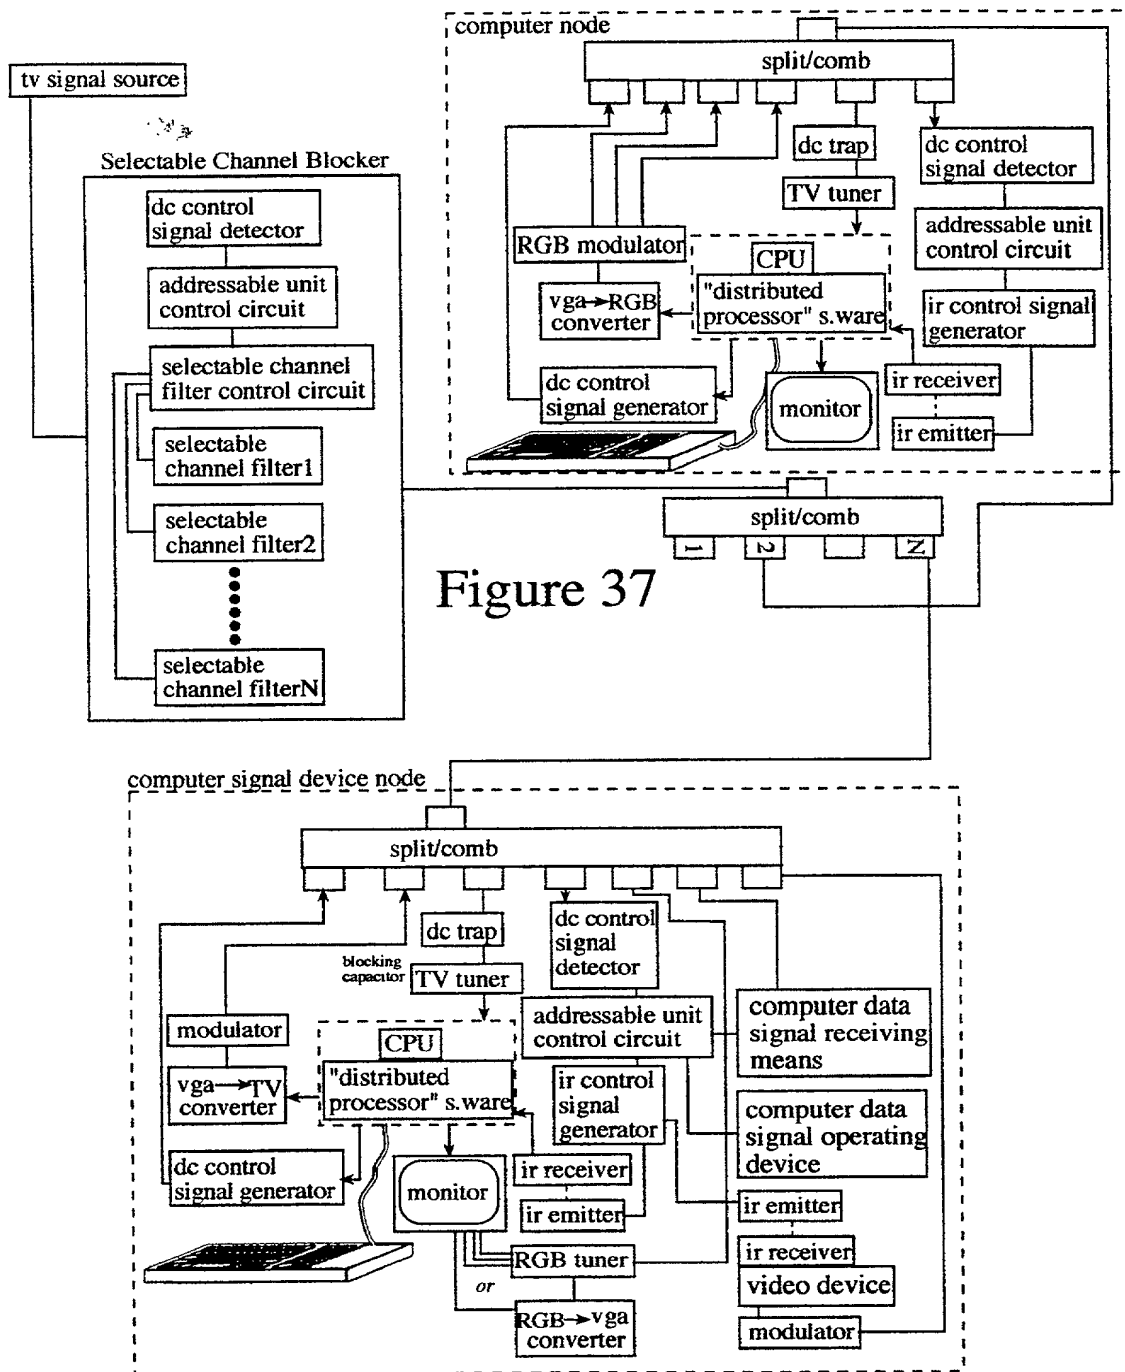 computer node
split/comb
tv signal source
dc trap
dc control
signal detector
Selectable Channel Blocker
TV tuner
dc control
signal detector
addressable unit
control circuit
RGB modulator
CPU
addressable unit
control circuit
vga→RGB
converter
"distributed
processor" s.ware
ir control signal
generator
selectable channel
filter control circuit
dc control
signal generator
monitor
ir receiver
ir emitter
selectable
channel filter1
selectable
channel filter2
split/comb
1
2
N
Figure 37
selectable
channel filterN
computer signal device node
split/comb
dc trap
dc control
signal
detector
blocking
capacitor
TV tuner
modulator
CPU
addressable unit
control circuit
computer data
signal receiving
means
vga→TV
converter
"distributed
processor" s.ware
ir control
signal
generator
computer data
signal operating
device
dc control
signal generator
monitor
ir receiver
ir emitter
ir emitter
RGB tuner
or
ir receiver
video device
RGB→vga
converter
modulator